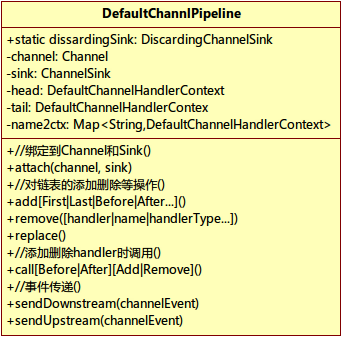 DefaultChannlPipeline
+static dissardingSink: DiscardingChannelSink
-channel: Channel
-sink: ChannelSink
-head: DefaultChannelHandlerContext
-tail: DefaultChannelHandlerContex
-name2ctx: Map<String,DefaultChannelHandlerContext>
+//绑定到Channel和Sink()
+attach(channel, sink)
+//对链表的添加删除等操作()
+add[First|Last|Before|After...]()
+remove([handler|name|handlerType...])
+replace()
+//添加删除handler时调用()
+call[Before|After][Add|Remove]()
+//事件传递()
+sendDownstream(channelEvent)
+sendUpstream(channelEvent)